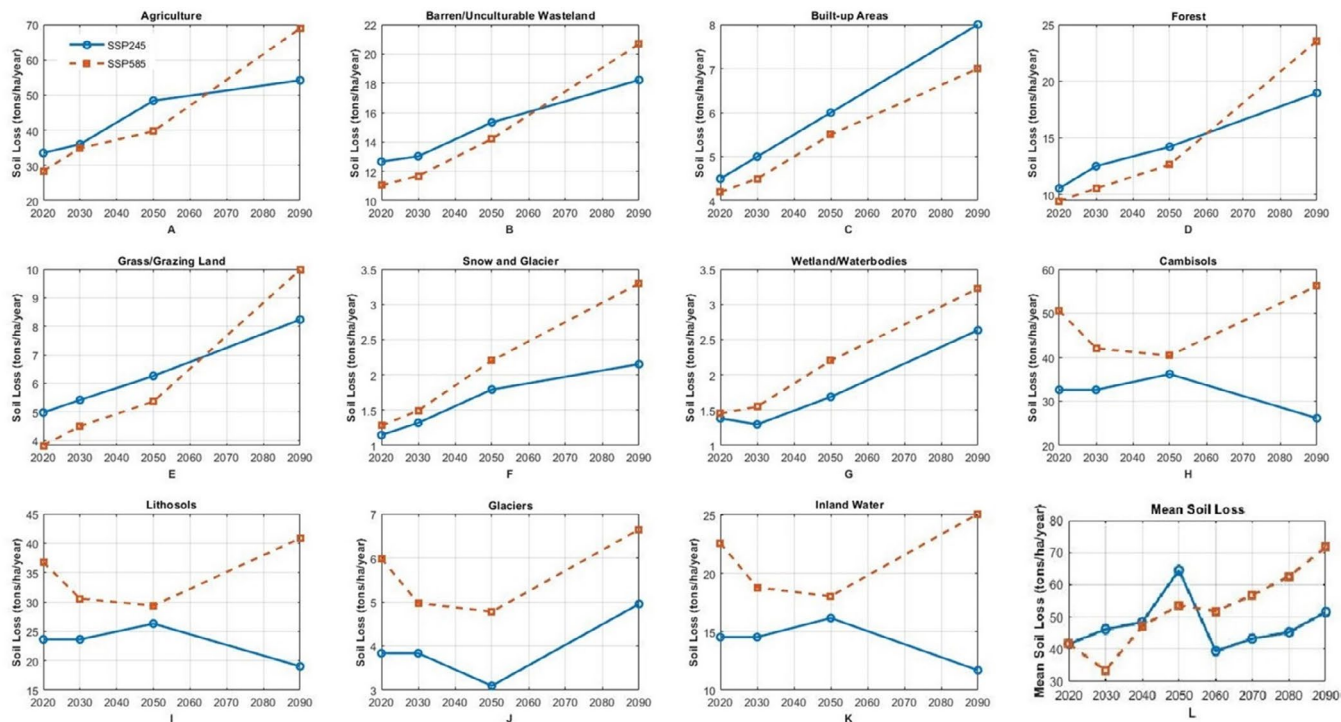 Agriculture
Soil Loss (tons/ha/year)
70
60
50
40
30
20
SSP245
SSP585
2020 2030 2040 2050 2060 2070 2080 2090
A
Barren/Unculturable Wasteland
Soil Loss (tons/ha/year)
22
20
18
16
14
12
10
2020 2030 2040 2050 2060 2070 2080 2090
B
Built-up Areas
Soil Loss (tons/ha/year)
8
7
6
5
4
2020 2030 2040 2050 2060 2070 2080 2090
C
Forest
Soil Loss (tons/ha/year)
25
20
15
10
2020 2030 2040 2050 2060 2070 2080 2090
D
Grass/Grazing Land
Soil Loss (tons/ha/year)
10
9
8
7
6
5
4
2020 2030 2040 2050 2060 2070 2080 2090
E
Snow and Glacier
Soil Loss (tons/ha/year)
3.5
3
2.5
2
1.5
1
2020 2030 2040 2050 2060 2070 2080 2090
F
Wetland/Waterbodies
Soil Loss (tons/ha/year)
3.5
3
2.5
2
1.5
1
2020 2030 2040 2050 2060 2070 2080 2090
G
Cambisols
Soil Loss (tons/ha/year)
60
50
40
30
20
2020 2030 2040 2050 2060 2070 2080 2090
H
Lithosols
Soil Loss (tons/ha/year)
45
40
35
30
25
20
15
2020 2030 2040 2050 2060 2070 2080 2090
I
Glaciers
Soil Loss (tons/ha/year)
7
6
5
4
3
2020 2030 2040 2050 2060 2070 2080 2090
J
Inland Water
Soil Loss (tons/ha/year)
25
20
15
10
2020 2030 2040 2050 2060 2070 2080 2090
K
Mean Soil Loss
Mean Soil Loss (tons/ha/year)
80
70
60
50
40
30
2020 2030 2040 2050 2060 2070 2080 2090
L